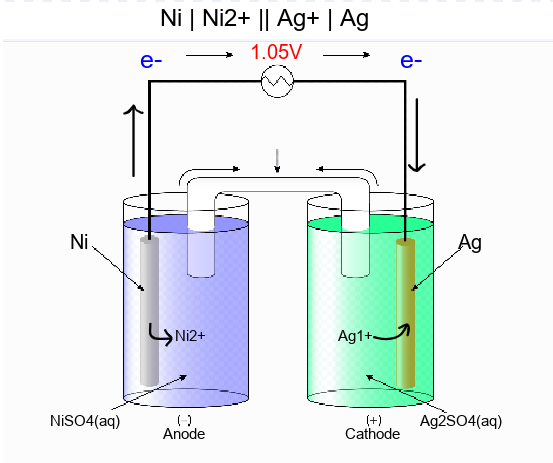 Ni | Ni2+ || Ag+ | Ag
e-
1.05V
e-
Ni
Ag
Ni2+
Ag1+
NiSO4(aq)
(-)
Anode
(+)
Cathode
Ag2SO4(aq)